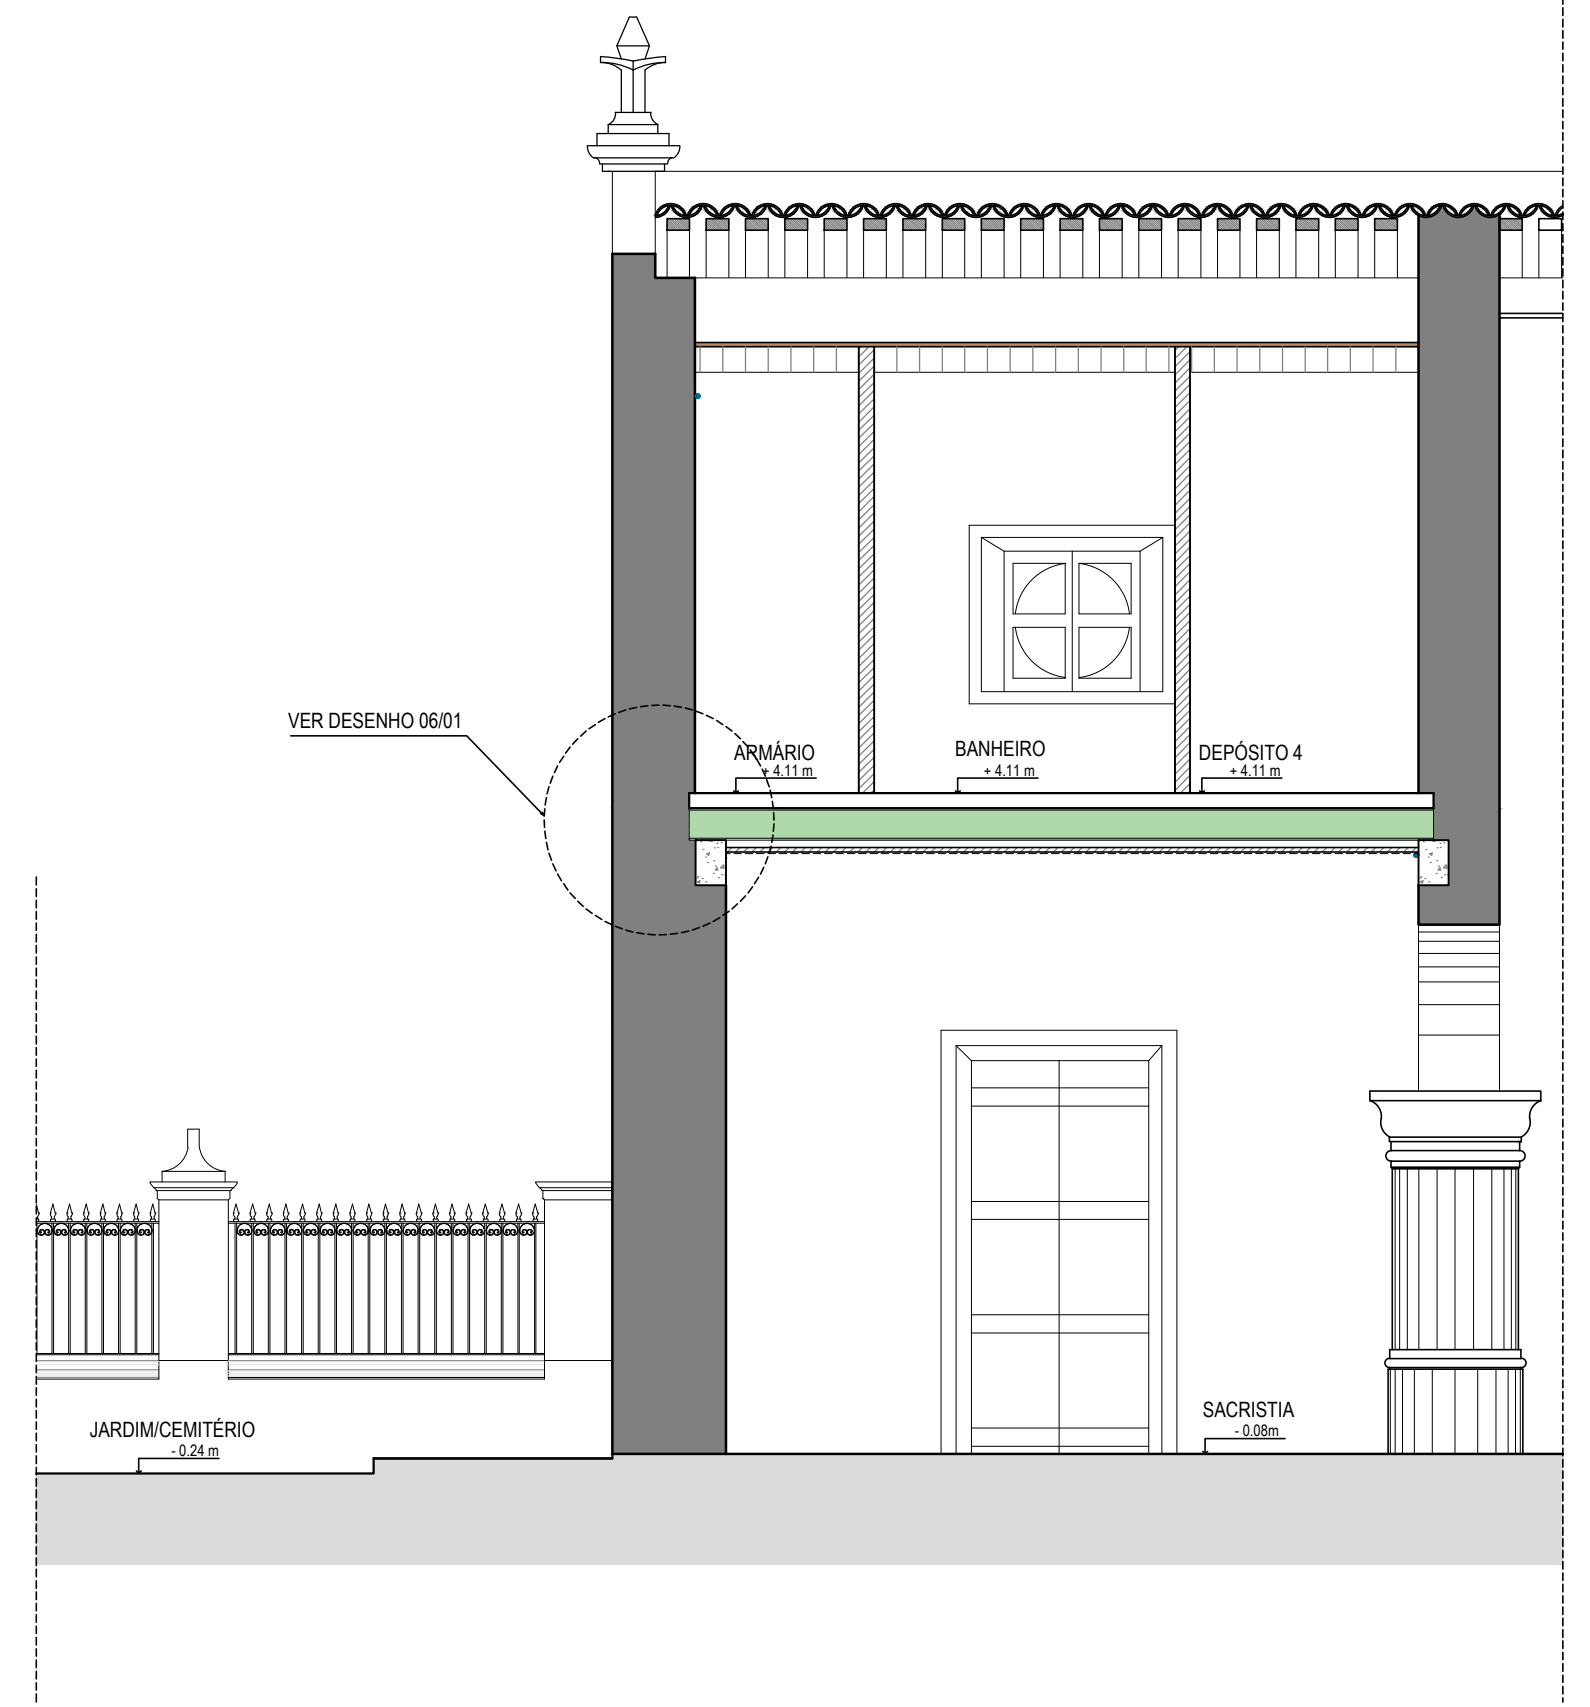 VER DESENHO 06/01
ARMÁRIO
+ 4.11 m
BANHEIRO
+ 4.11 m
DEPÓSITO 4
+ 4.11 m
JARDIM/CEMITÉRIO
- 0.24 m
SACRISTIA
- 0.08m